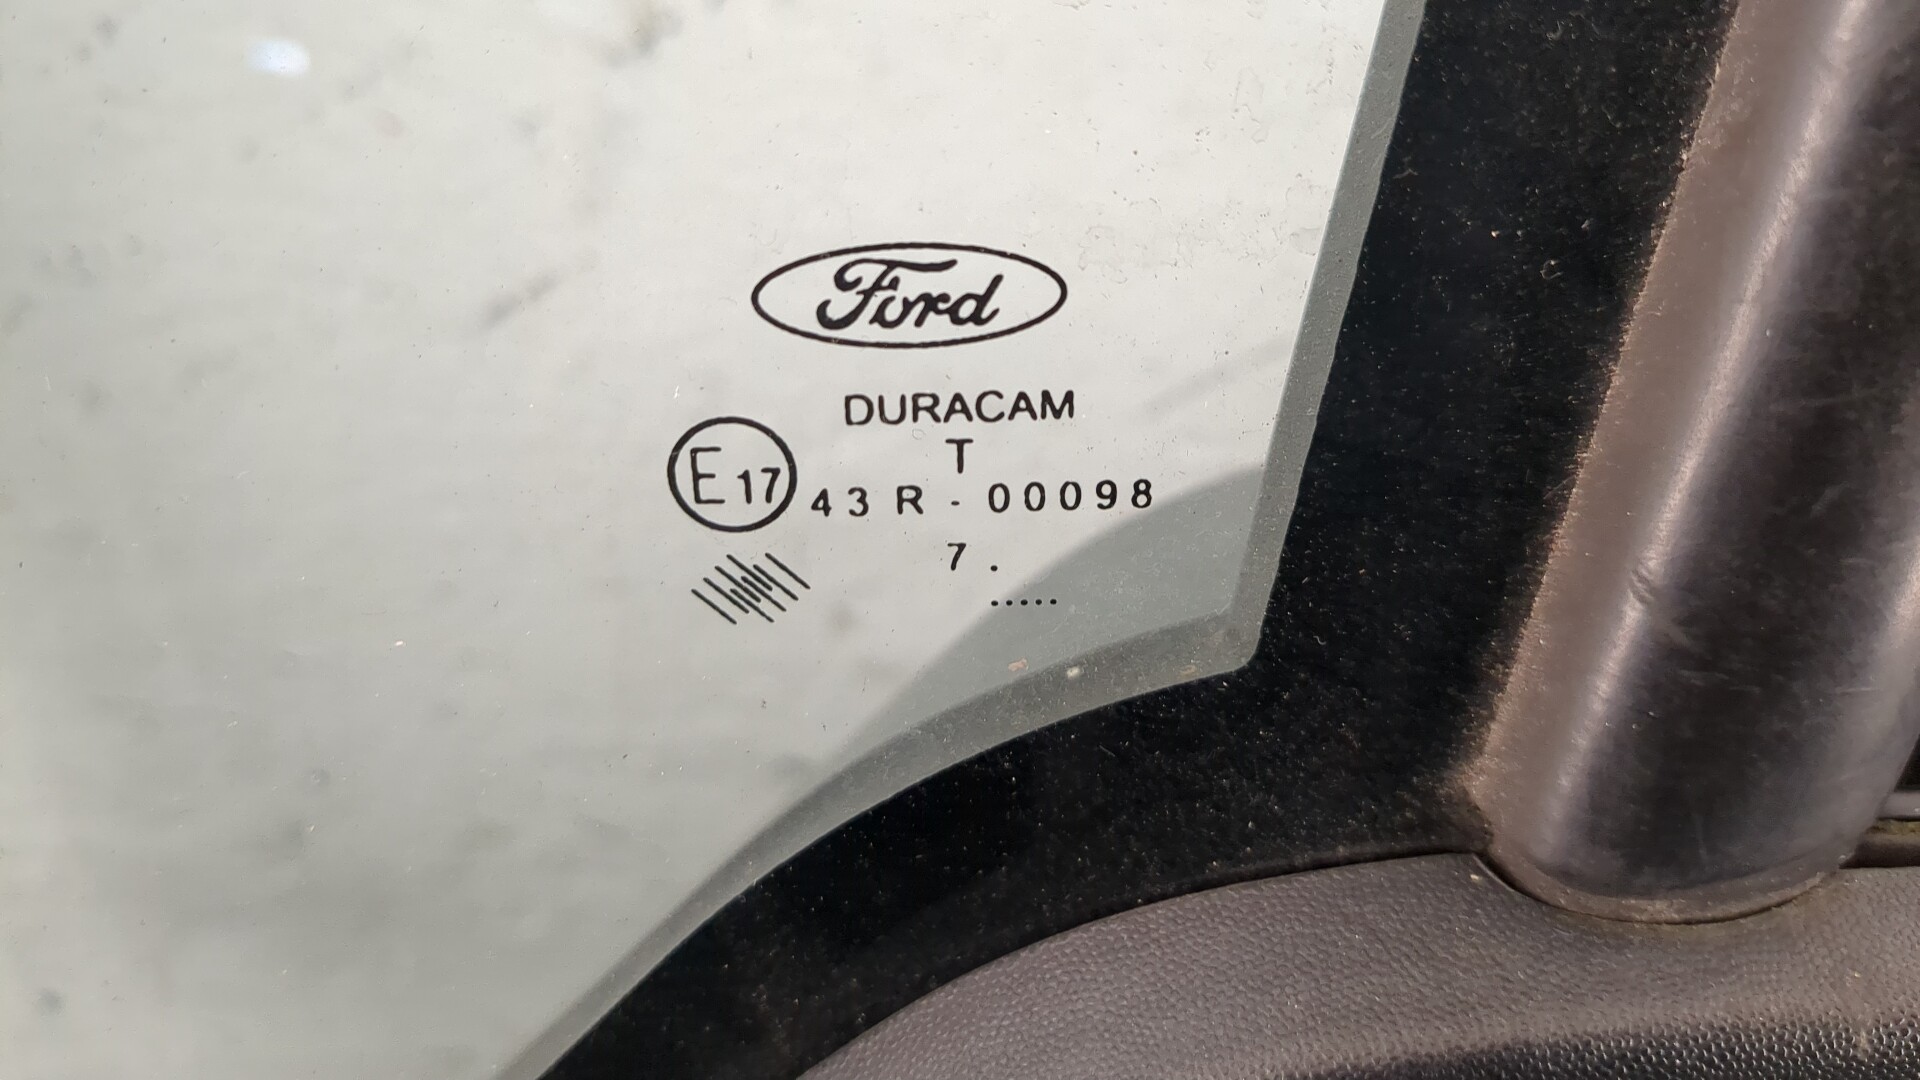 Ford
DURACAM
T
E17 43R-00098
7.
.....